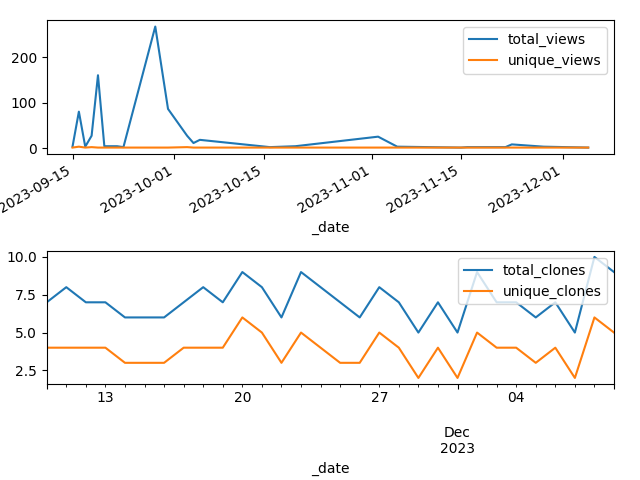 total_views
unique_views
200
100
0
2023-09-15
2023-10-01
2023-10-15
2023-11-01
2023-11-15
2023-12-01
_date
total_clones
unique_clones
10.0
7.5
5.0
2.5
13 20 27 04
Dec
2023
_date